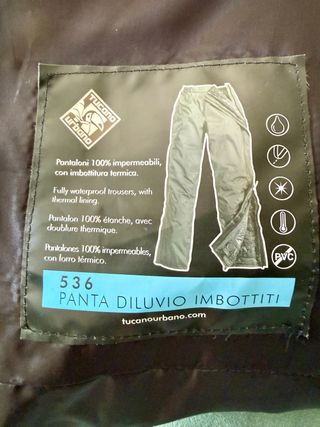 tucano
urbano
Pantaloni 100% impermeabili,
con imbottitura termica.
Fully waterproof trousers, with
thermal lining.
Pantalon 100% étanche, avec
doublure thermique.
Pantalones 100% impermeables,
con forro térmico.
PVC
536
PANTA DILUVIO IMBOTTITI
tucanourbano.com